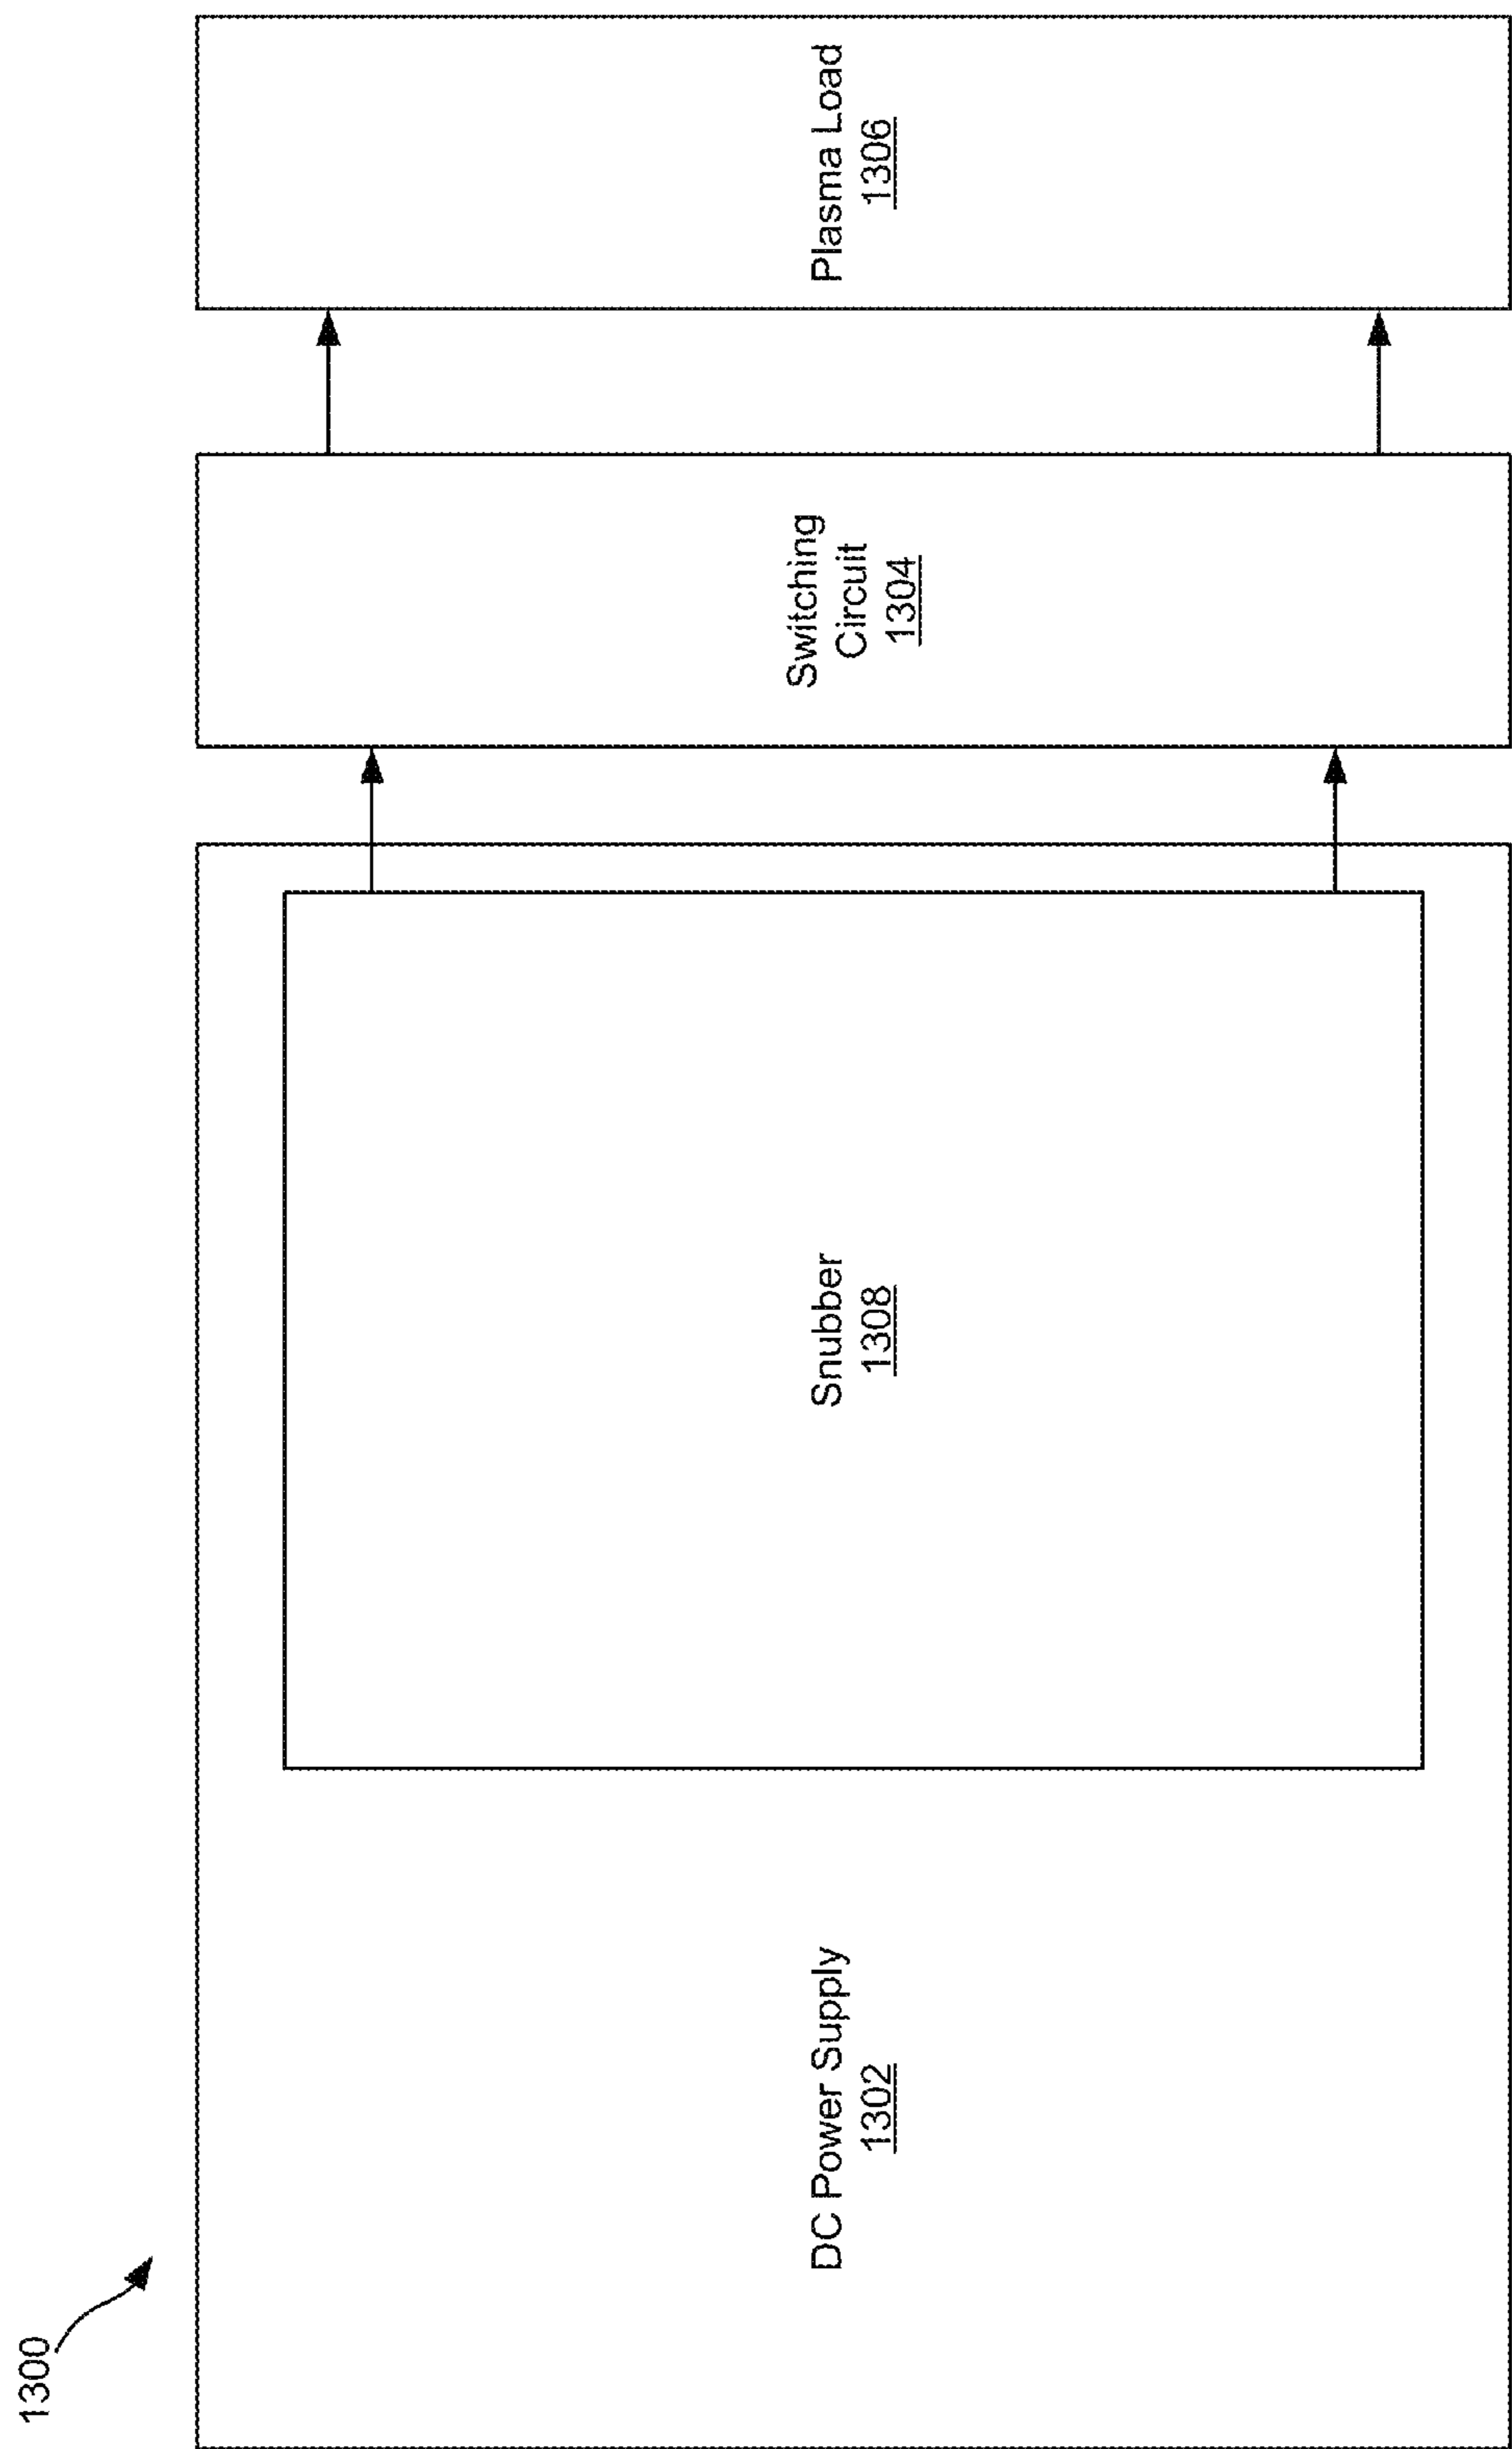 1300
DC Power Supply
1302
Snubber
1308
Switching
Circuit
1304
Plasma Load
1306